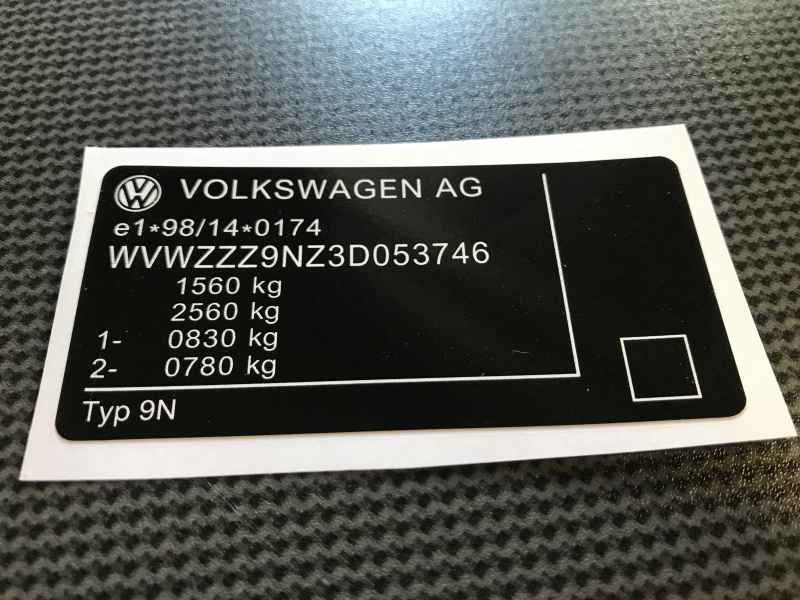 VOLKSWAGEN AG
e1*98/14*0174
WVWZZZ9NZ3D053746
1560 kg
2560 kg
1- 0830 kg
2- 0780 kg
Typ 9N